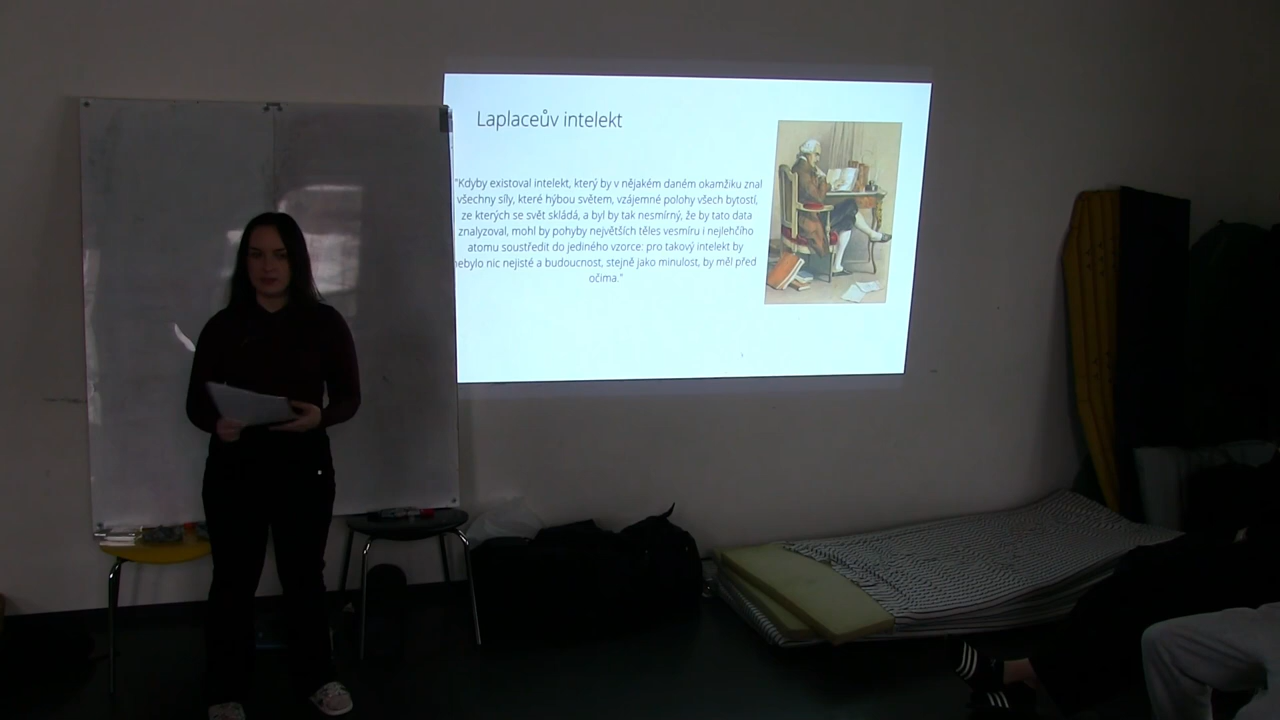 Laplaceův intelekt
"Kdyby existoval intelekt, který by v nějakém daném okamžiku znal
všechny síly, které hýbou světem, vzájemné polohy všech bytostí,
ze kterých se svět skládá, a byl by tak nesmírný, že by tato data
znalyzoval, mohl by pohyby největších těles vesmíru i nejlehčího
atomu soustředit do jediného vzorce: pro takový intelekt by
nebylo nic nejisté a budoucnost, stejně jako minulost, by měl před
očima."